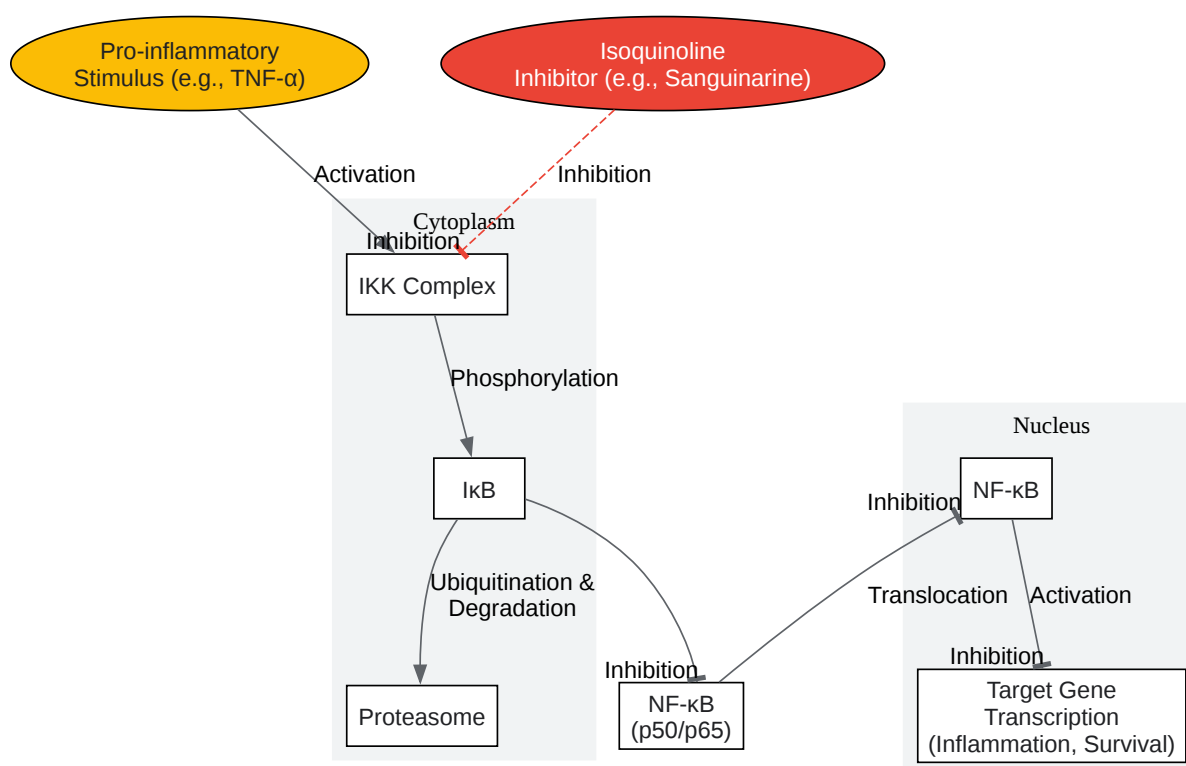 Pro-inflammatory
Stimulus (e.g., TNF-α)
Isoquinoline
Inhibitor (e.g., Sanguinarine)
Activation
Inhibition
Cytoplasm
Inhibition
IKK Complex
Phosphorylation
Nucleus
IκB
NF-κB
Inhibition
Ubiquitination &
Degradation
Translocation
Activation
Inhibition
Inhibition
Proteasome
NF-κB
(p50/p65)
Target Gene
Transcription
(Inflammation, Survival)